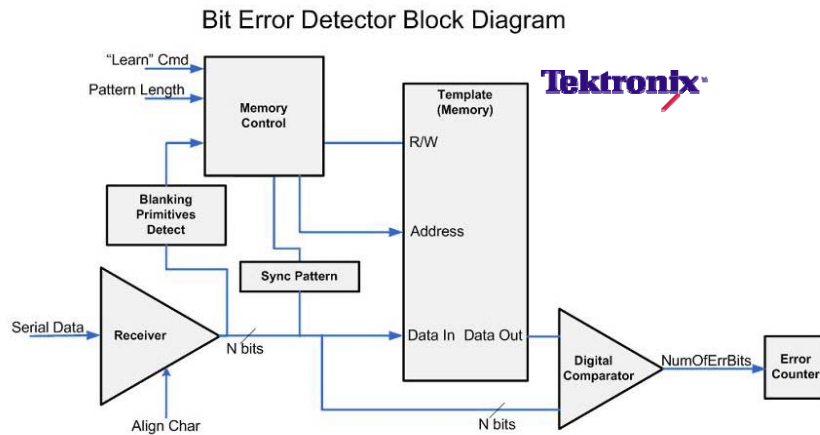 Bit Error Detector Block Diagram
Tektronix
“Learn” Cmd
Pattern Length
Memory
Control
Template
(Memory)
R/W
Blanking
Primitives
Detect
Address
Sync Pattern
Serial Data
Receiver
N bits
Data In Data Out
Digital
Comparator
NumOfErrBits
Error
Counter
N bits
Align Char